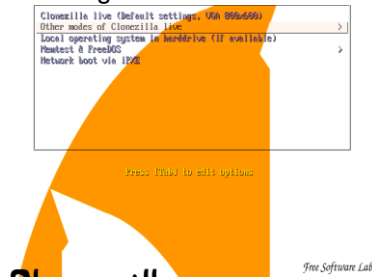 Clonezilla live (Default settings, VGA 800x600)
Other modes of Clonezilla live >
Local operating system in harddrive (if available)
Memtest & FreeDOS >
Network boot via iPXE
Press [Tab] to edit options
Free Software Lab